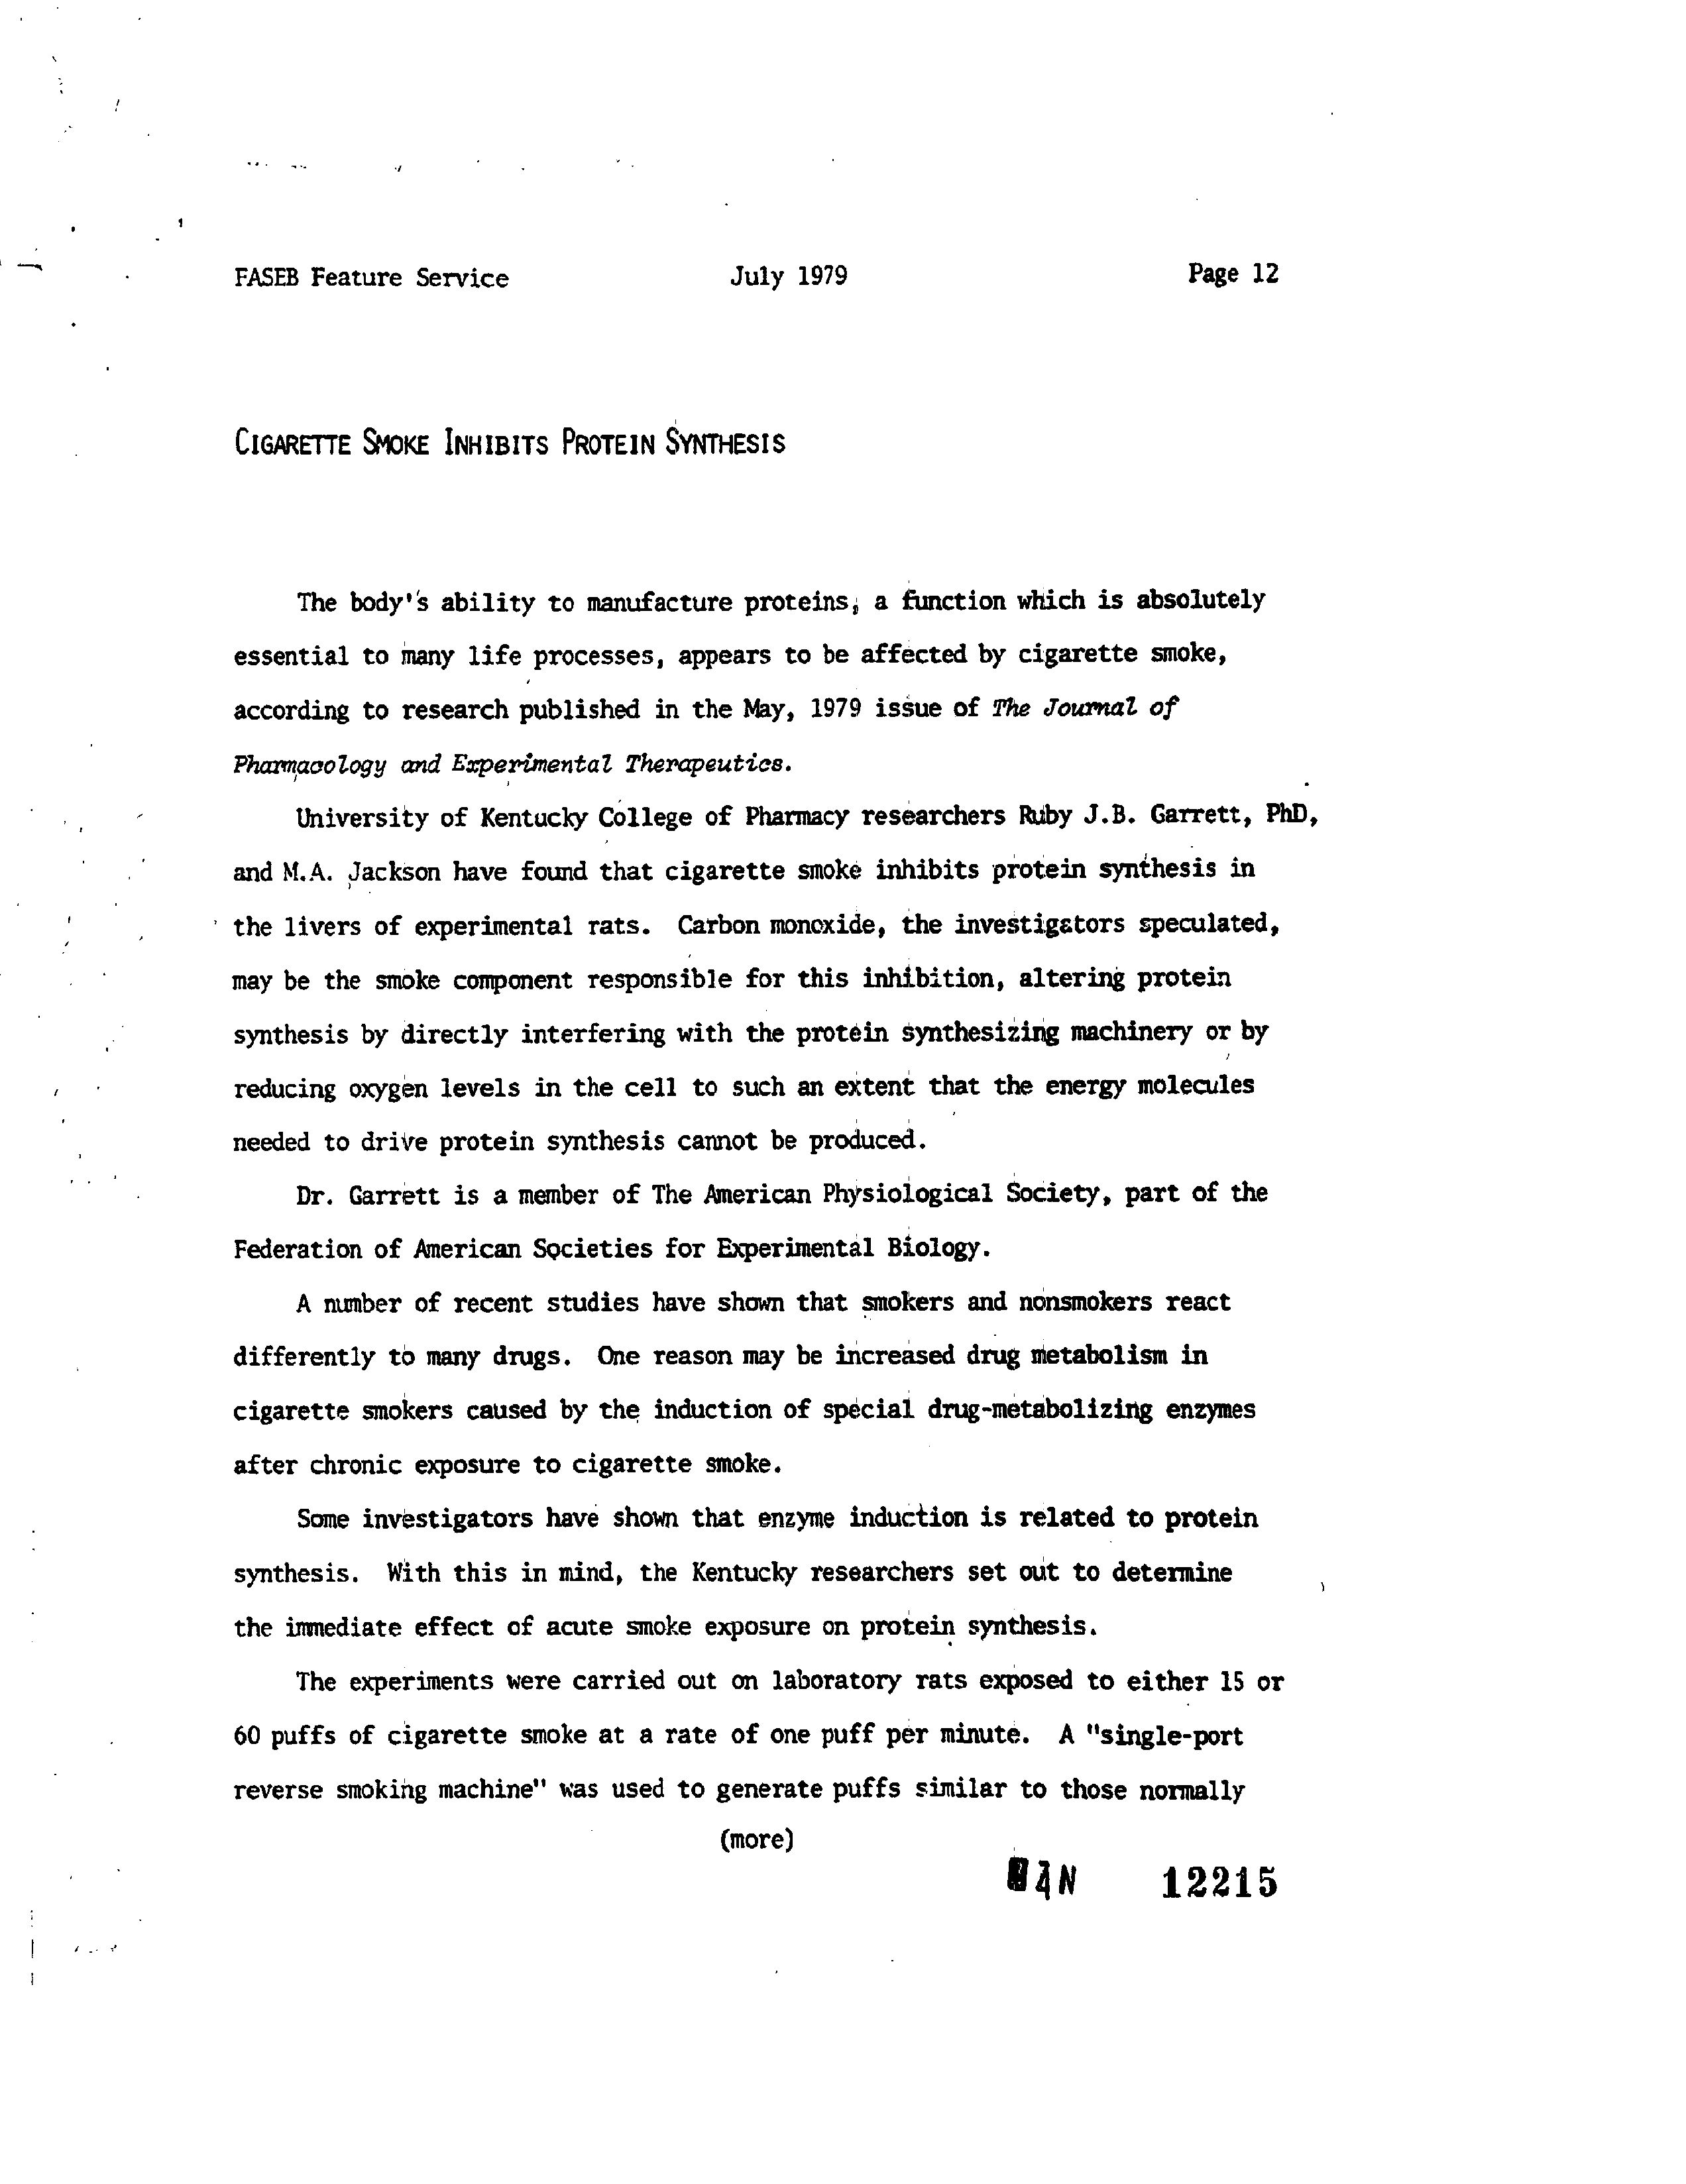 FASEB Feature Service July 1979 Page 12
CIGARETTE SMOKE INHIBITS PROTEIN SYNTHESIS
The body's ability to manufacture proteins, a function which is absolutely
essential to many life processes, appears to be affected by cigarette smoke,
according to research published in the May, 1979 issue of The Journal of
Pharmacology and Experimental Therapeutics.
University of Kentucky College of Pharmacy researchers Ruby J.B. Garrett, PhD,
and M.A. Jackson have found that cigarette smoke inhibits protein synthesis in
the livers of experimental rats. Carbon monoxide, the investigators speculated,
may be the smoke component responsible for this inhibition, altering protein
synthesis by directly interfering with the protein synthesizing machinery or by
reducing oxygen levels in the cell to such an extent that the energy molecules
needed to drive protein synthesis cannot be produced.
Dr. Garrett is a member of The American Physiological Society, part of the
Federation of American Societies for Experimental Biology.
A number of recent studies have shown that smokers and nonsmokers react
differently to many drugs. One reason may be increased drug metabolism in
cigarette smokers caused by the induction of special drug-metabolizing enzymes
after chronic exposure to cigarette smoke.
Some investigators have shown that enzyme induction is related to protein
synthesis. With this in mind, the Kentucky researchers set out to determine
the immediate effect of acute smoke exposure on protein synthesis.
The experiments were carried out on laboratory rats exposed to either 15 or
60 puffs of cigarette smoke at a rate of one puff per minute. A "single-port
reverse smoking machine" was used to generate puffs similar to those normally
(more)
12215